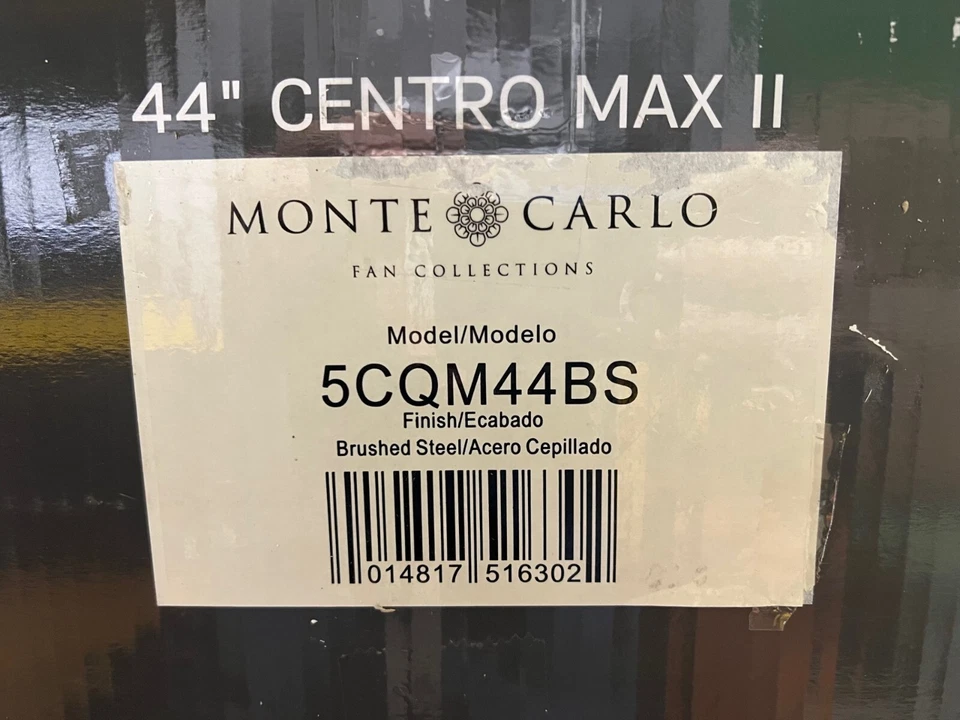 44" CENTRO MAX II
MONTE CARLO
FAN COLLECTIONS
Model/Modelo
5CQM44BS
Finish/Ecabado
Brushed Steel/Acero Cepillado
014817 516302